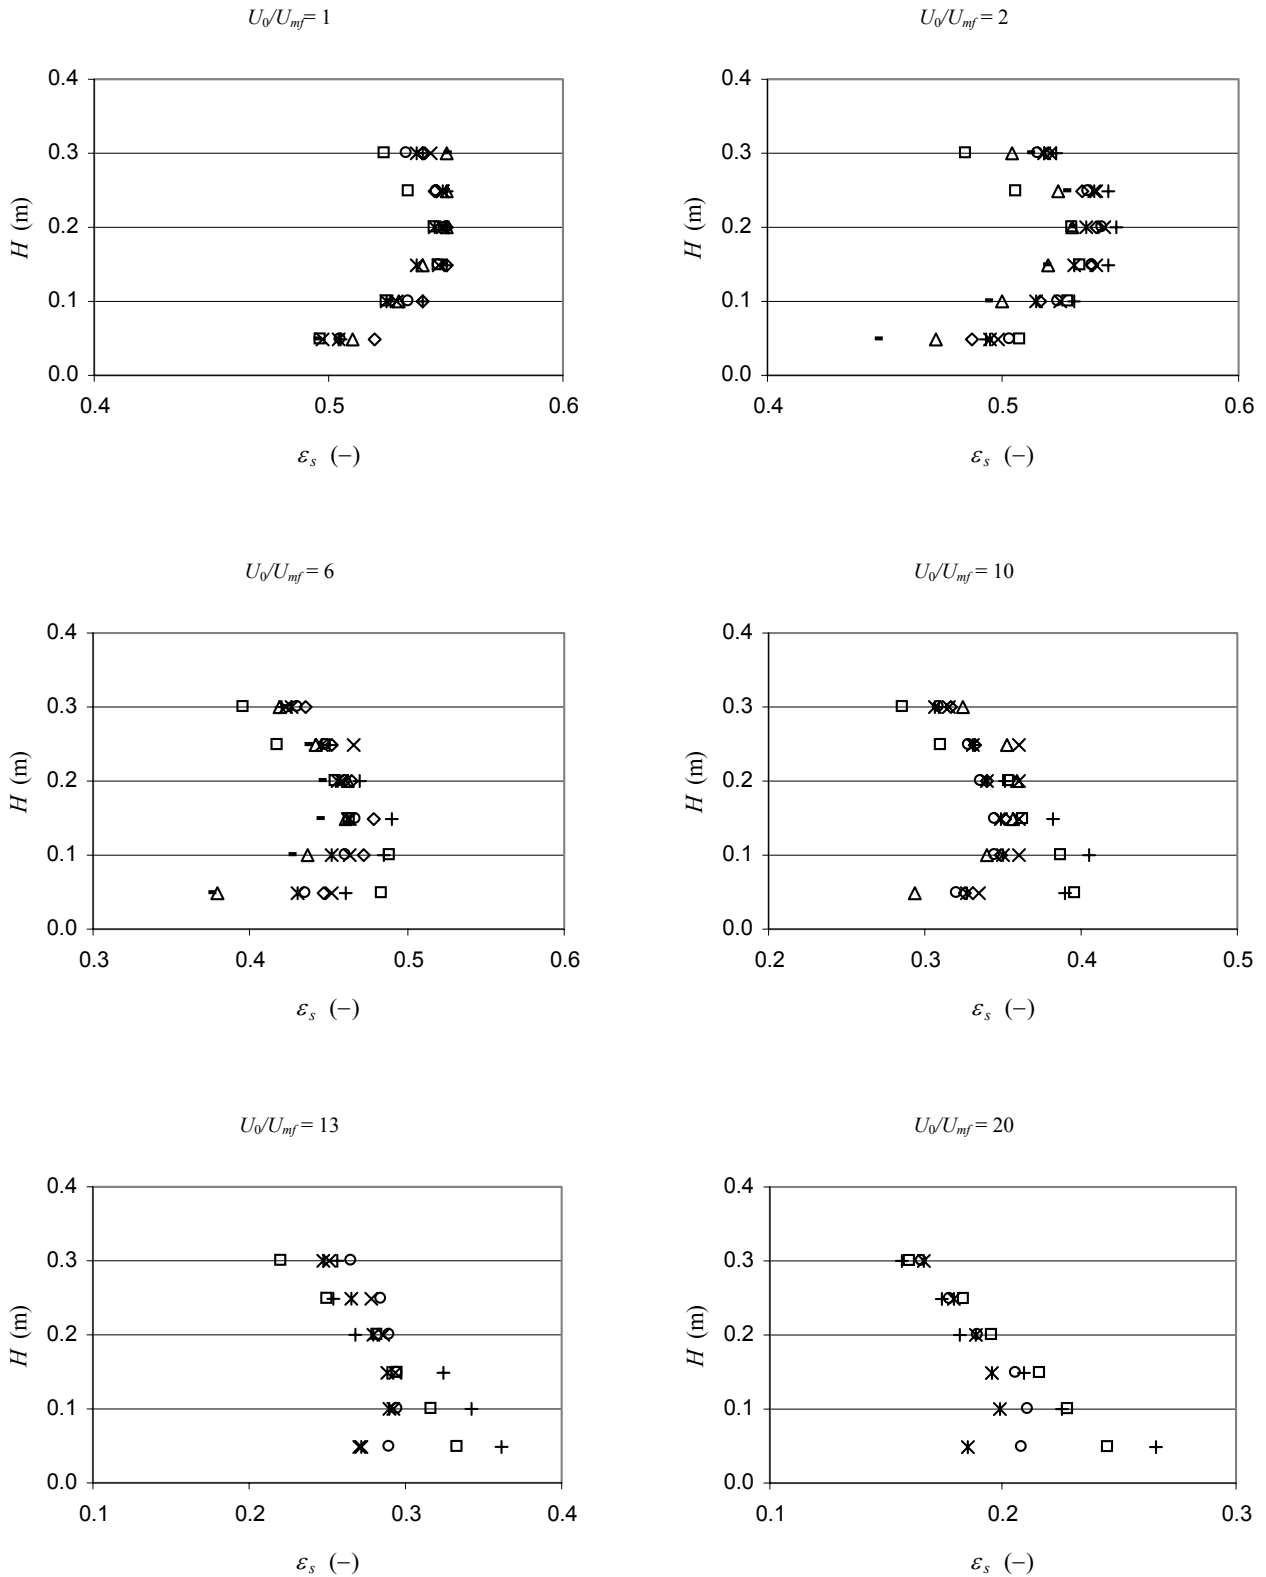 U0/Umf= 1
0.4
0.3
0.2
0.1
0.0
H (m)
0.4 0.5 0.6
εs (−)
U0/Umf = 2
0.4
0.3
0.2
0.1
0.0
H (m)
0.4 0.5 0.6
εs (−)
U0/Umf = 6
0.4
0.3
0.2
0.1
0.0
H (m)
0.3 0.4 0.5 0.6
εs (−)
U0/Umf = 10
0.4
0.3
0.2
0.1
0.0
H (m)
0.2 0.3 0.4 0.5
εs (−)
U0/Umf = 13
0.4
0.3
0.2
0.1
0.0
H (m)
0.1 0.2 0.3 0.4
εs (−)
U0/Umf = 20
0.4
0.3
0.2
0.1
0.0
H (m)
0.1 0.2 0.3
εs (−)